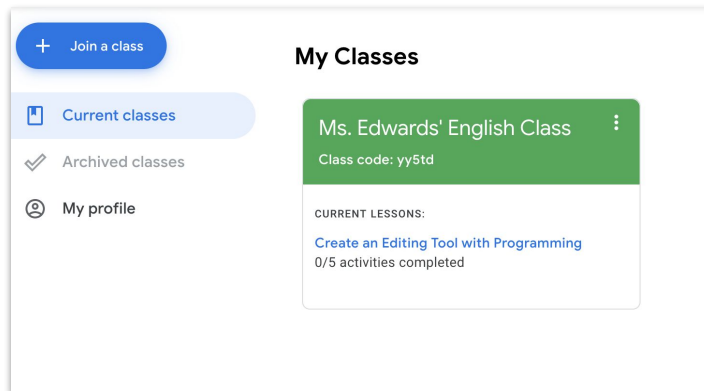 Join a class
Current classes
Archived classes
My profile
My Classes
Ms. Edwards' English Class
Class code: yy5td
CURRENT LESSONS:
Create an Editing Tool with Programming
0/5 activities completed